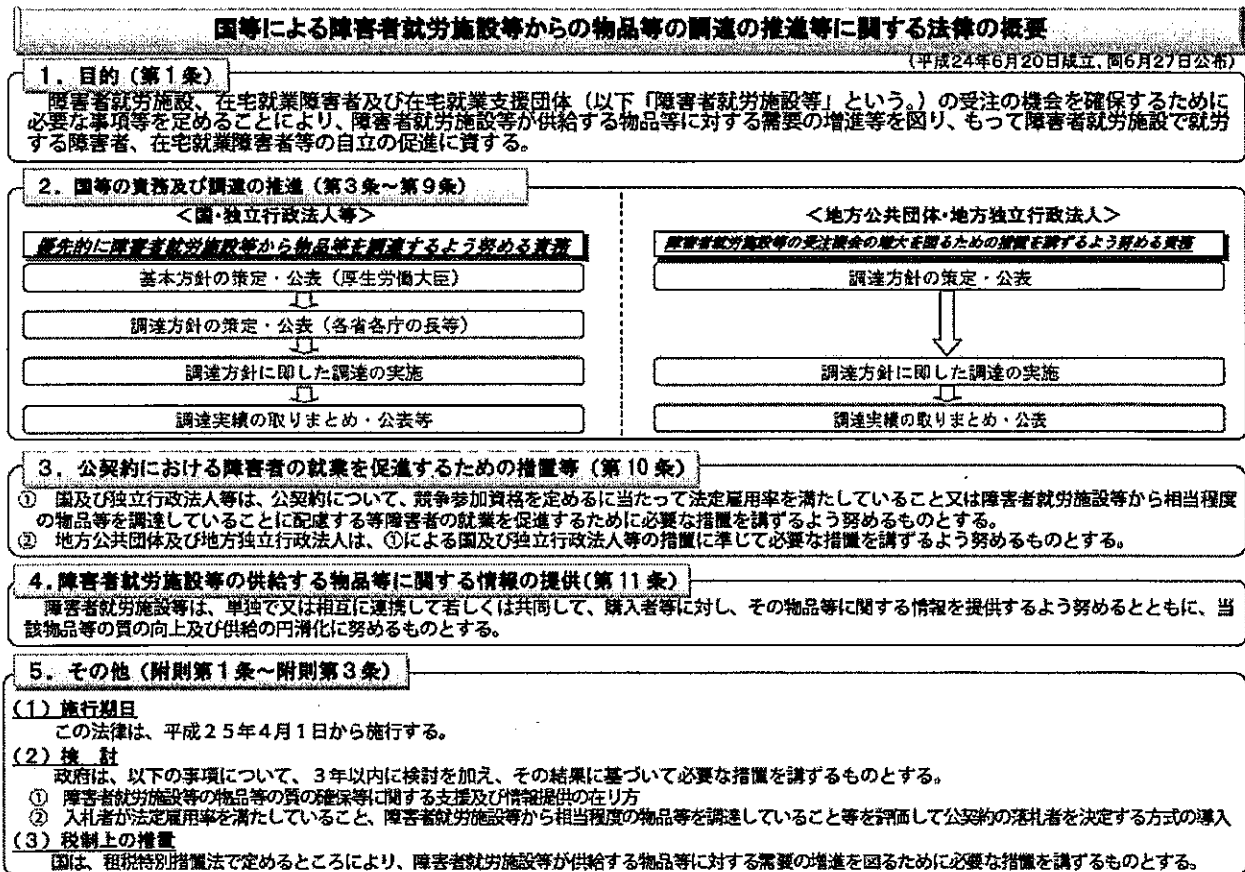 国等による障害者就労施設等からの物品等の調達の推進等に関する法律の概要
(平成24年6月20日成立、同6月27日公布)
1．目的（第1条）
障害者就労施設、在宅就業障害者及び在宅就業支援団体（以下「障害者就労施設等」という。）の受注の機会を確保するために
必要な事項等を定めることにより、障害者就労施設等が供給する物品等に対する需要の増進等を図り、もって障害者就労施設で就労
する障害者、在宅就業障害者等の自立の促進に資する。
2．国等の責務及び調達の推進（第3条～第9条）
＜国・独立行政法人等＞
優先的に障害者就労施設等から物品等を調達するよう努める責務
基本方針の策定・公表（厚生労働大臣）
調達方針の策定・公表（各省各庁の長等）
調達方針に即した調達の実施
調達実績の取りまとめ・公表等
＜地方公共団体・地方独立行政法人＞
障害者就労施設等の受注機会の増大を図るための措置を講ずるよう努める責務
調達方針の策定・公表
調達方針に即した調達の実施
調達実績の取りまとめ・公表
3．公契約における障害者の就業を促進するための措置等（第10条）
① 国及び独立行政法人等は、公契約について、競争参加資格を定めるに当たって法定雇用率を満たしていること又は障害者就労施設等から相当程度
の物品等を調達していることに配慮する等障害者の就業を促進するために必要な措置を講ずるよう努めるものとする。
② 地方公共団体及び地方独立行政法人は、①による国及び独立行政法人等の措置に準じて必要な措置を講ずるよう努めるものとする。
4．障害者就労施設等の供給する物品等に関する情報の提供（第11条）
障害者就労施設等は、単独で又は相互に連携して若しくは共同して、購入者等に対し、その物品等に関する情報を提供するよう努めるとともに、当
該物品等の質の向上及び供給の円滑化に努めるものとする。
5．その他（附則第1条～附則第3条）
（1）施行期日
この法律は、平成25年4月1日から施行する。
（2）検 討
政府は、以下の事項について、3年以内に検討を加え、その結果に基づいて必要な措置を講ずるものとする。
① 障害者就労施設等の物品等の質の確保等に関する支援及び情報提供の在り方
② 入札者が法定雇用率を満たしていること、障害者就労施設等から相当程度の物品等を調達していること等を評価して公契約の落札者を決定する方式の導入
（3）税制上の措置
国は、租税特別措置法で定めるところにより、障害者就労施設等が供給する物品等に対する需要の増進を図るために必要な措置を講ずるものとする。